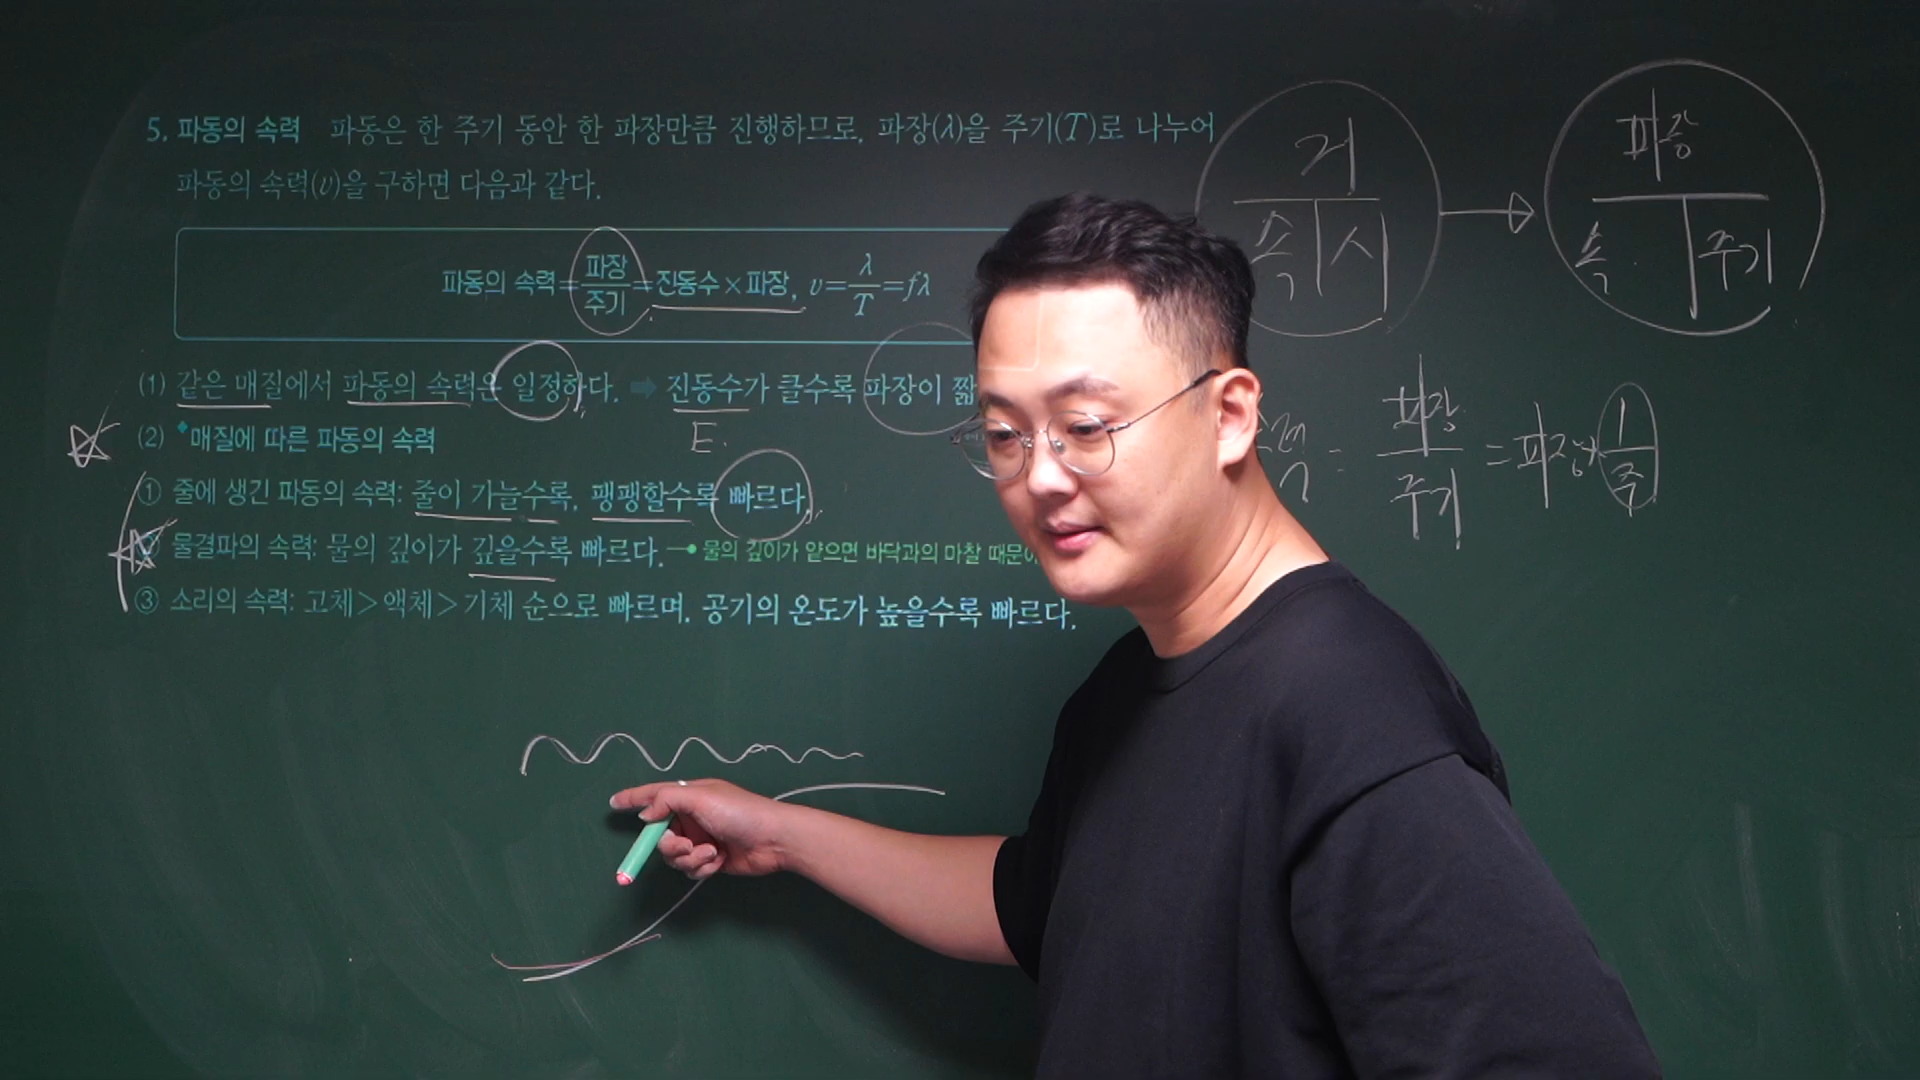 5. 파동의 속력 파동은 한 주기 동안 한 파장만큼 진행하므로, 파장(λ)을 주기(T)로 나누어
파동의 속력(v)을 구하면 다음과 같다.
파동의 속력=파장/주기=진동수×파장, v=λ/T=fλ
(1) 같은 매질에서 파동의 속력은 일정하다. ➡ 진동수가 클수록 파장이 짧
E.
(2) 매질에 따른 파동의 속력
① 줄에 생긴 파동의 속력: 줄이 가늘수록, 팽팽할수록 빠르다.
② 물결파의 속력: 물의 깊이가 깊을수록 빠르다. 물의 깊이가 얕으면 바닥과의 마찰 때문
③ 소리의 속력: 고체>액체>기체 순으로 빠르며, 공기의 온도가 높을수록 빠르다.
거
속 시
파장
속 주기
= 파장/주기 = 파장× 1/주